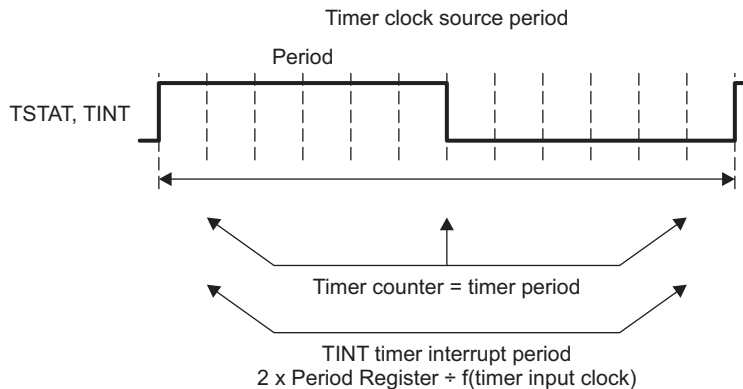 Timer clock source period
Period
TSTAT, TINT
Timer counter = timer period
TINT timer interrupt period
2 x Period Register ÷ f(timer input clock)